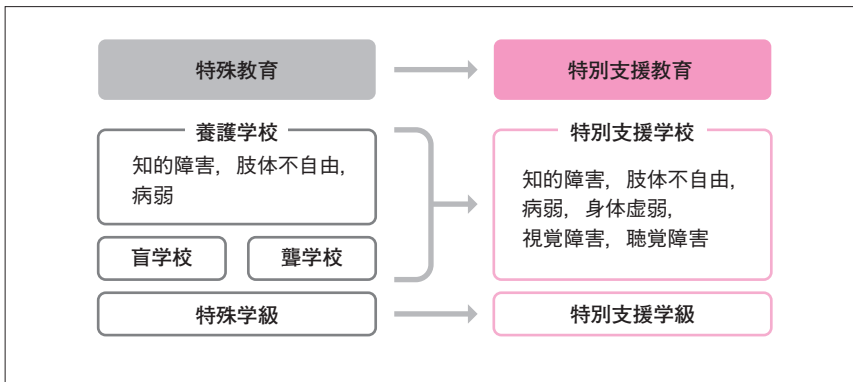 特殊教育
特別支援教育
養護学校
知的障害，肢体不自由，
病弱
盲学校
聾学校
特別支援学校
知的障害，肢体不自由，
病弱，身体虚弱，
視覚障害，聴覚障害
特殊学級
特別支援学級